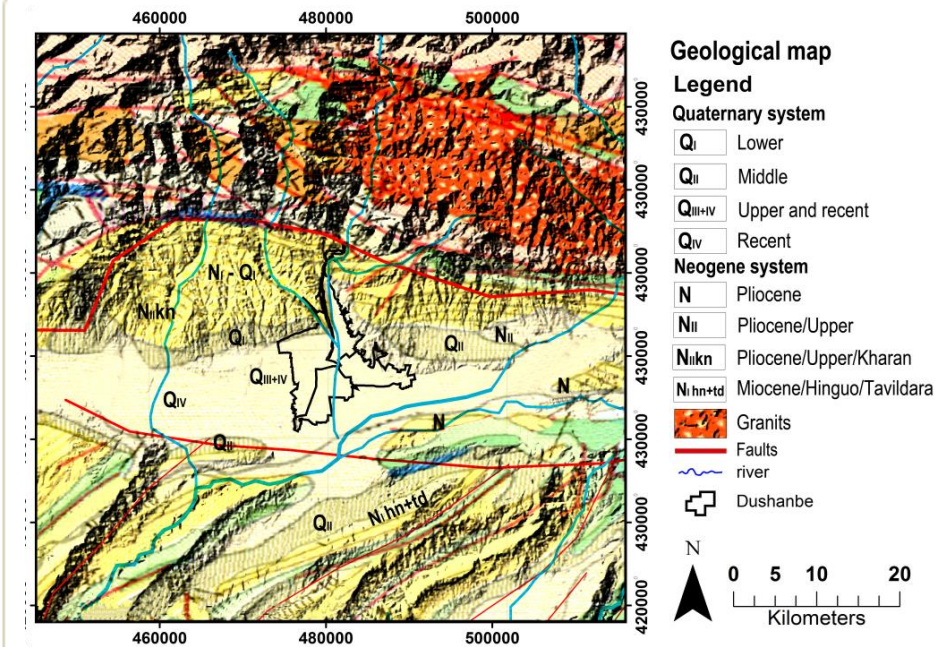 460000 480000 500000
430000
430000
430000
430000
430000
430000
420000
NI - QI
NIIkh
QI
QII
NII
QIII+IV
QIV
N
N
QII
QII
NI hn+td
460000 480000 500000
Geological map
Legend
Quaternary system
QI Lower
QII Middle
QIII+IV Upper and recent
QIV Recent
Neogene system
N Pliocene
NII Pliocene/Upper
NIIkn Pliocene/Upper/Kharan
NI hn+td Miocene/Hinguo/Tavildara
Granits
Faults
river
Dushanbe
N
0 5 10 20
Kilometers